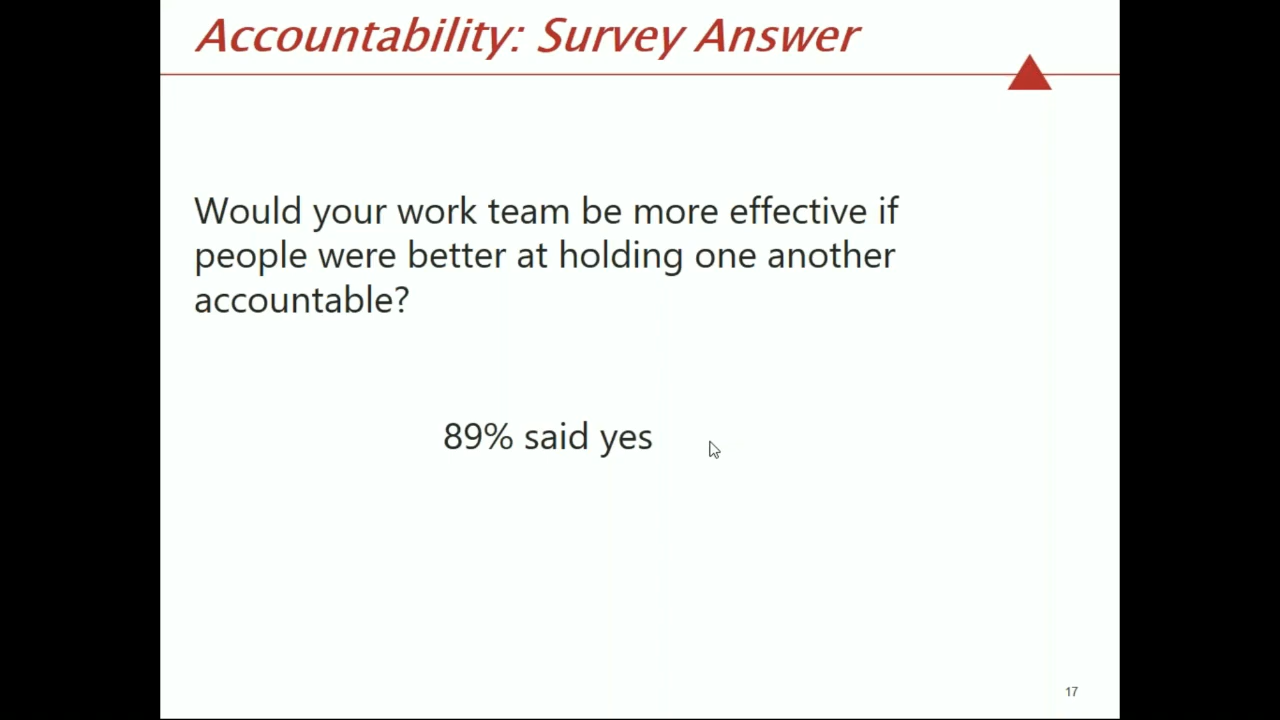 Accountability: Survey Answer
Would your work team be more effective if
people were better at holding one another
accountable?
89% said yes
17